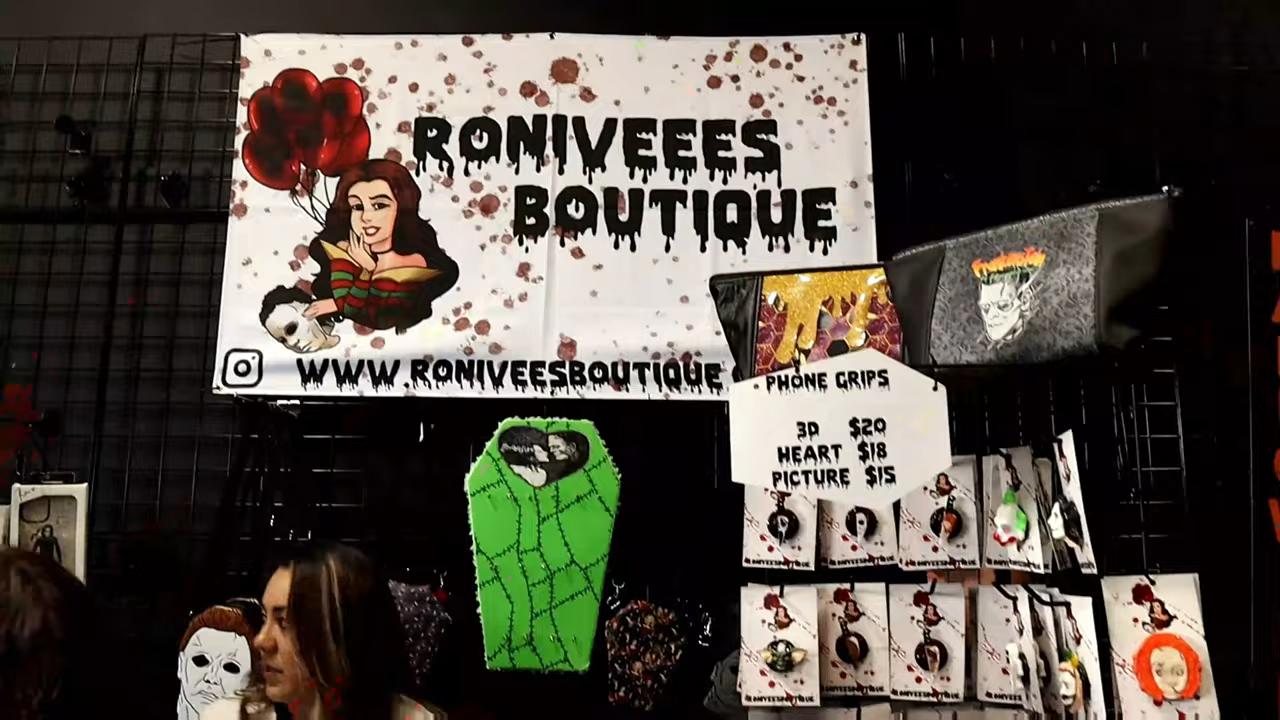 RONIVEEES
BOUTIQUE
WWW.RONIVEESBOUTIQUE
PHONE GRIPS
3D $20
HEART $18
PICTURE $15